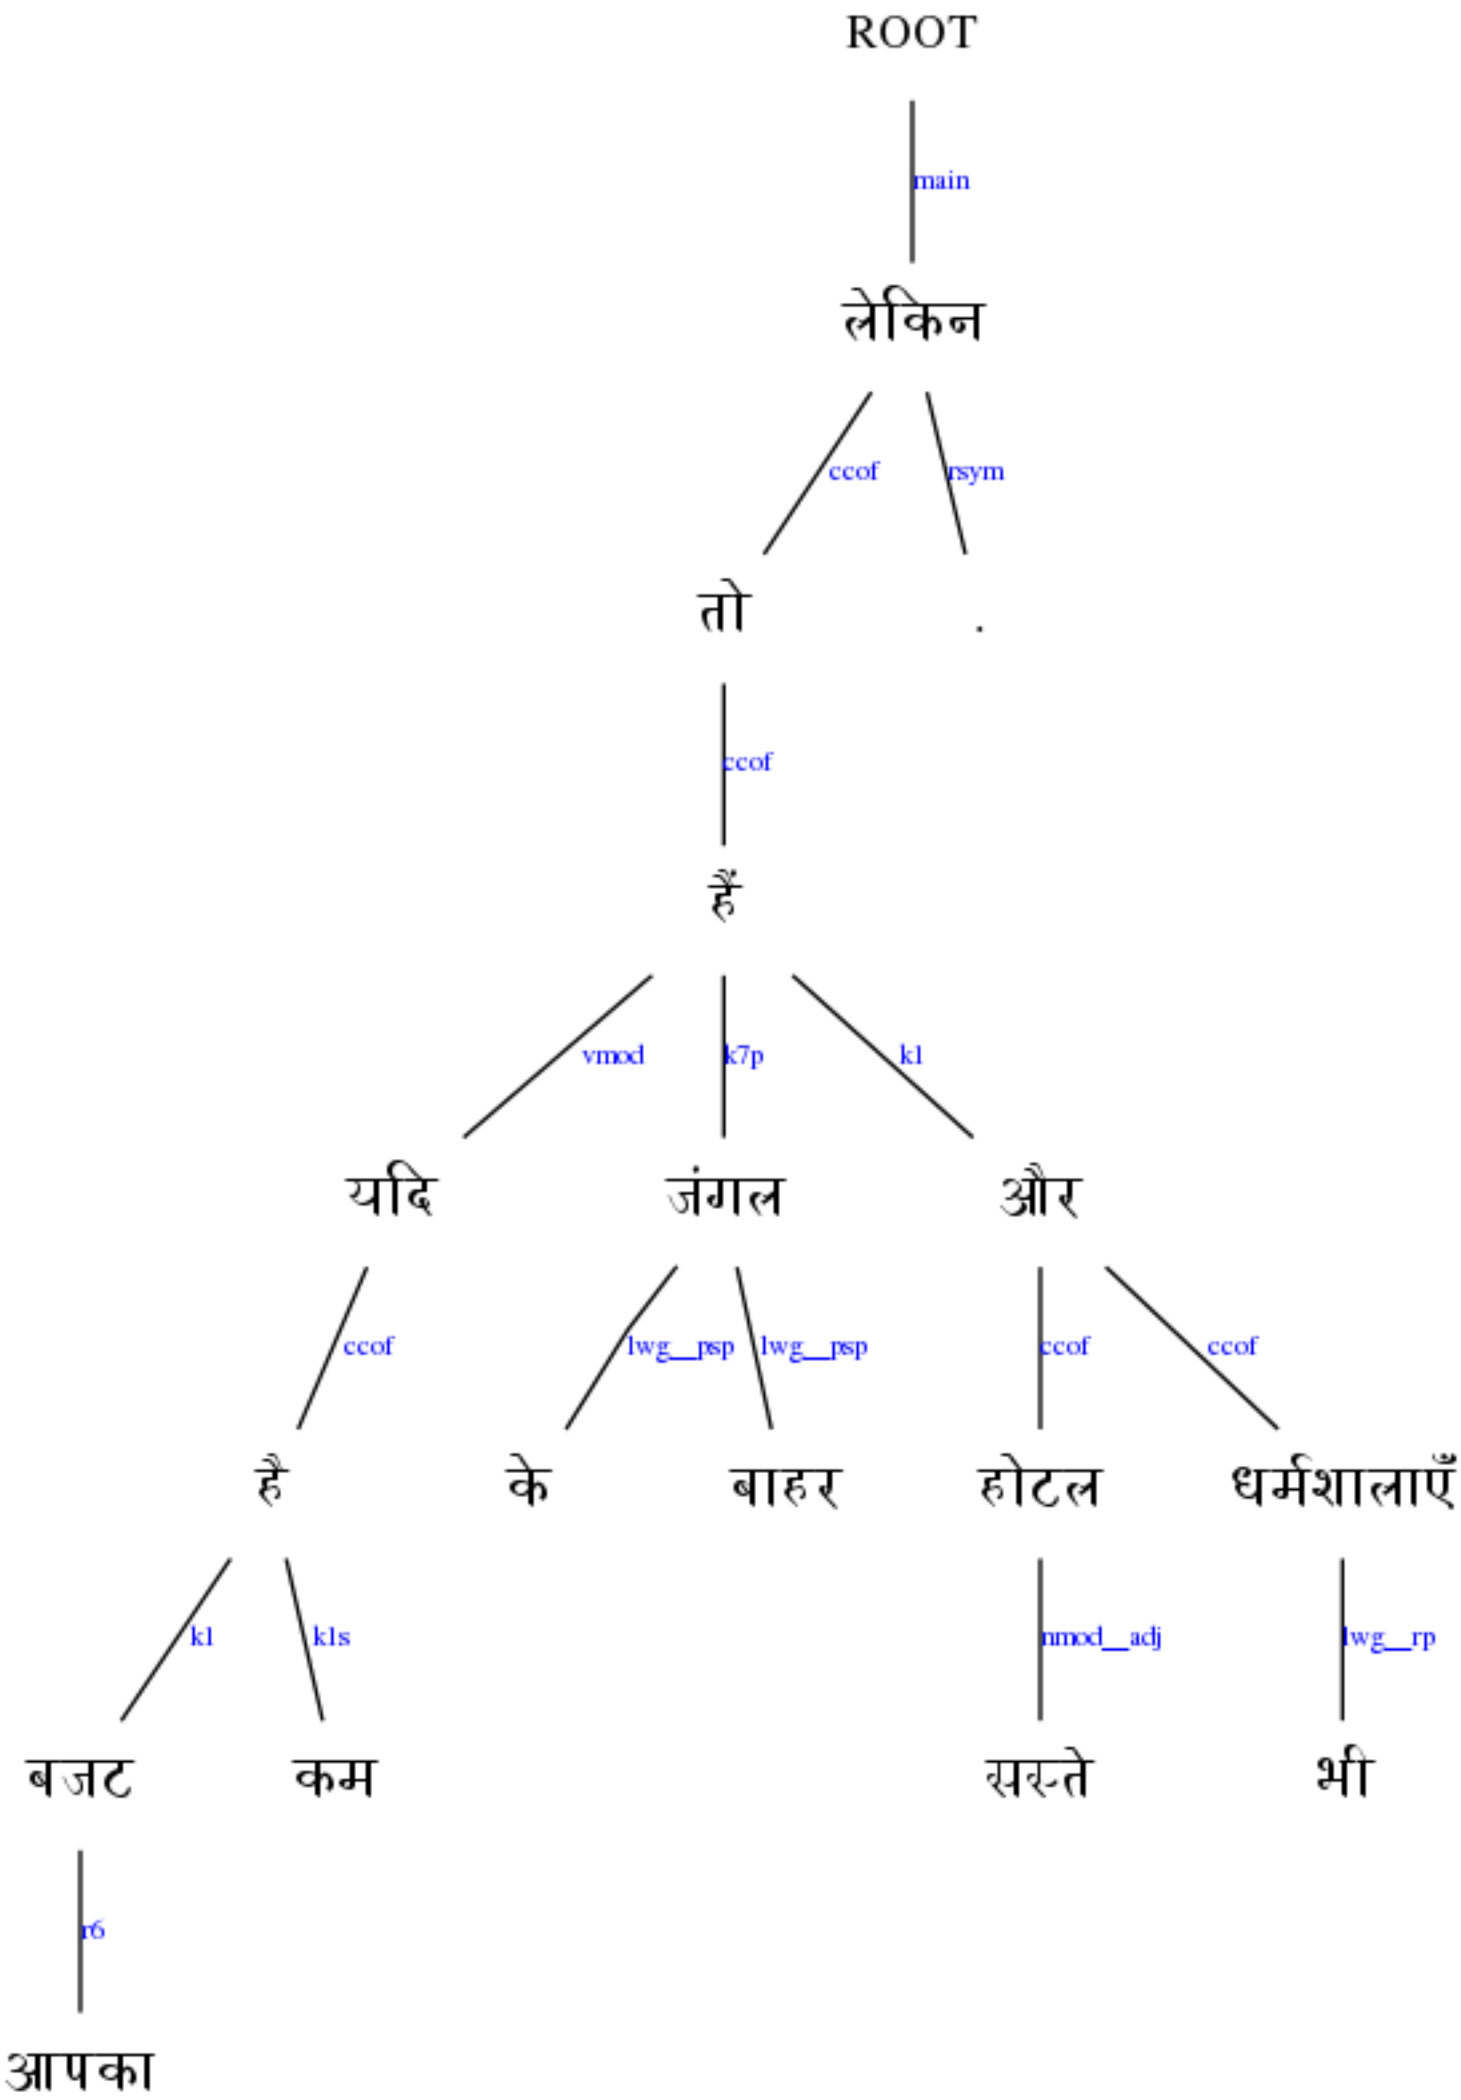 ROOT
main
लेकिन
ccof rsym
तो .
ccof
हैं
vmod k7p k1
यदि जंगल और
ccof lwg__psp lwg__psp ccof ccof
है के बाहर होटल धर्मशालाएँ
k1 k1s nmod__adj lwg__rp
बजट कम सस्ते भी
r6
आपका